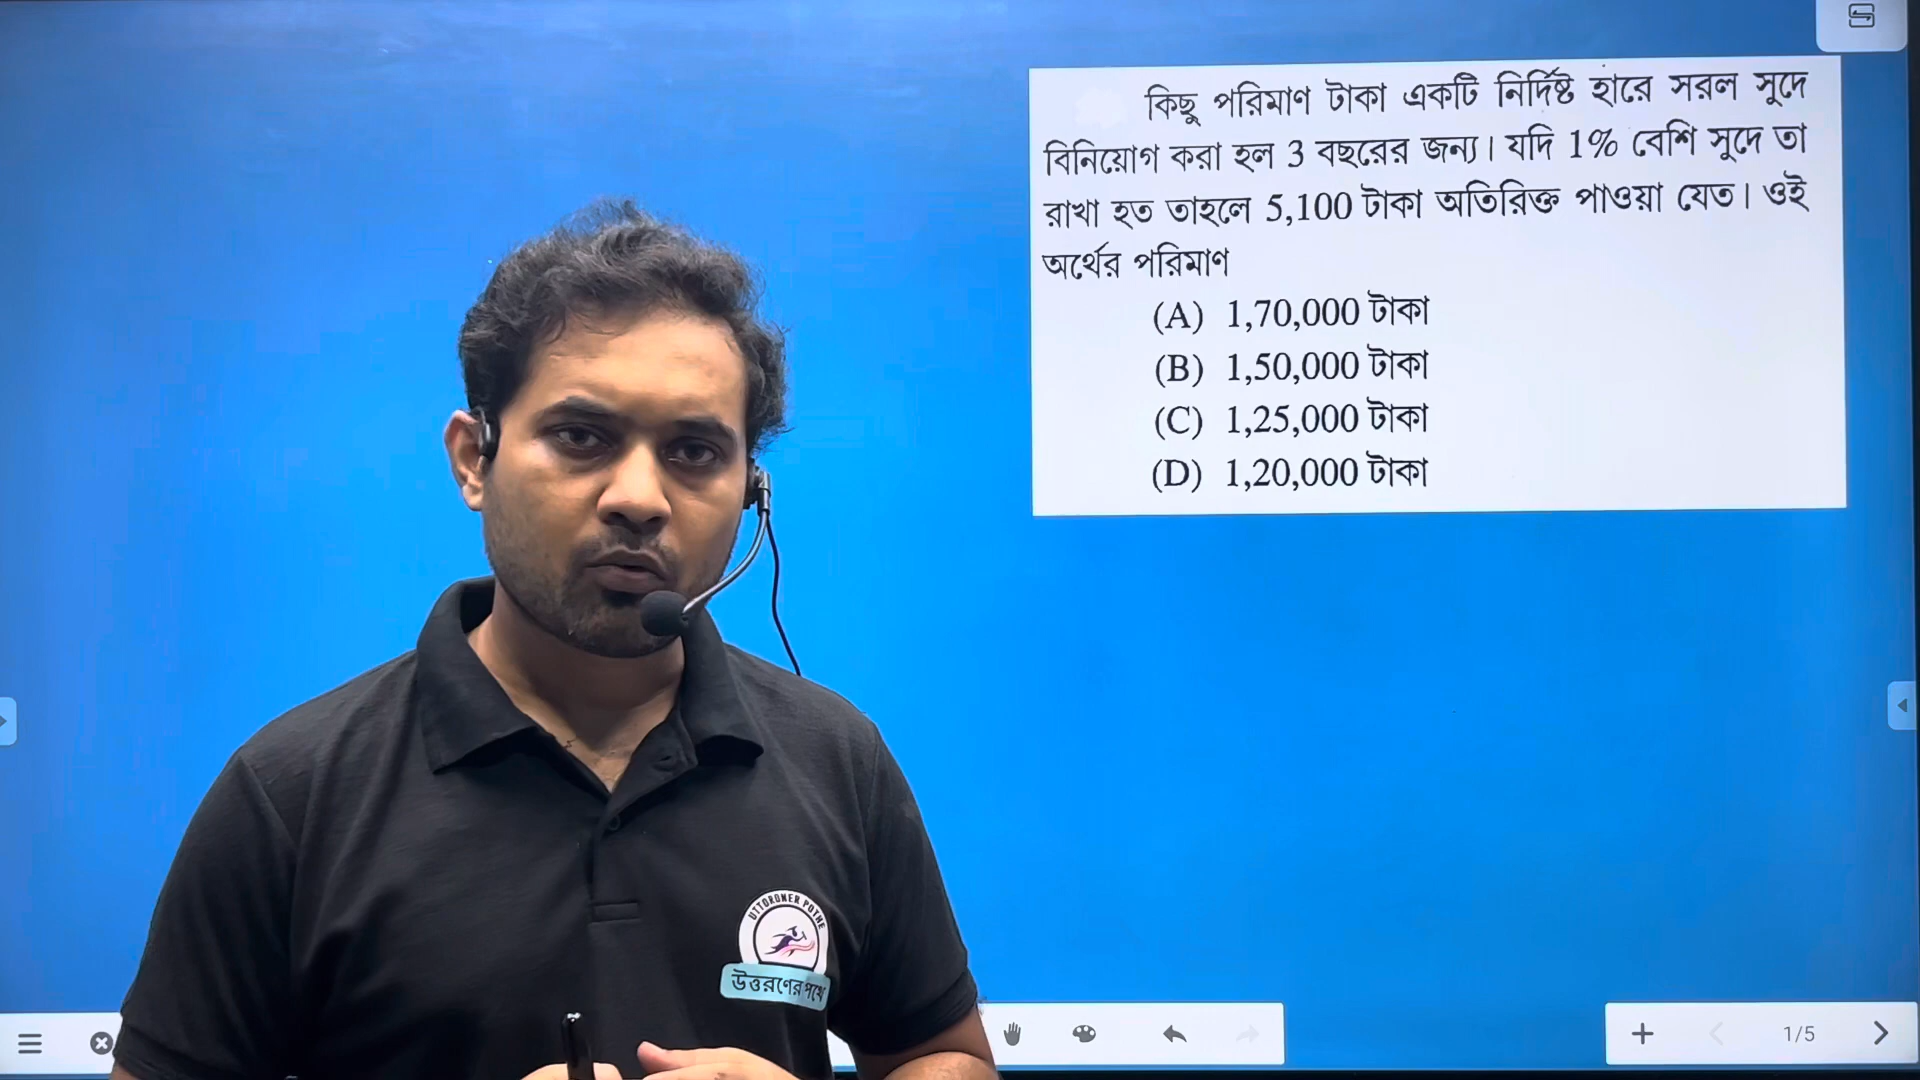 কিছু পরিমাণ টাকা একটি নির্দিষ্ট হারে সরল সুদে
বিনিয়োগ করা হল 3 বছরের জন্য। যদি 1% বেশি সুদে তা
রাখা হত তাহলে 5,100 টাকা অতিরিক্ত পাওয়া যেত। ওই
অর্থের পরিমাণ
(A) 1,70,000 টাকা
(B) 1,50,000 টাকা
(C) 1,25,000 টাকা
(D) 1,20,000 টাকা
UTTORONER POTHE
উত্তরণের পথে
1/5